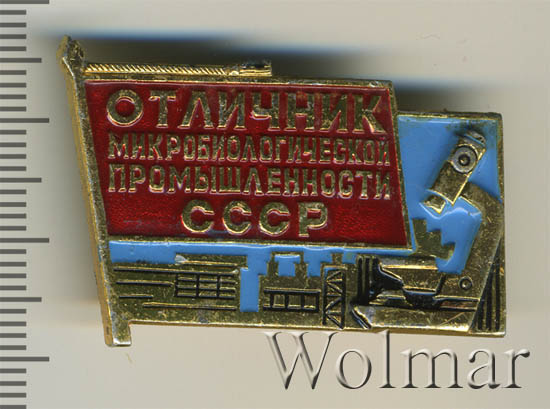 ОТЛИЧНИК
МИКРОБИОЛОГИЧЕСКОЙ
ПРОМЫШЛЕННОСТИ
СССР
Wolmar